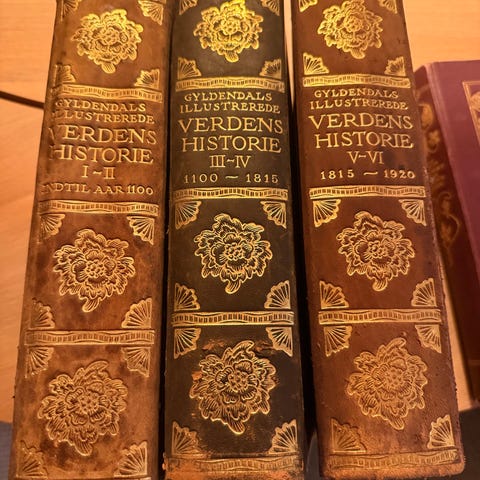 GYLDENDALS
ILLUSTREREDE
VERDENS
HISTORIE
I-II
INDTIL AAR 1100
GYLDENDALS
ILLUSTREREDE
VERDENS
HISTORIE
III-IV
1100 — 1815
GYLDENDALS
ILLUSTREREDE
VERDENS
HISTORIE
V-VI
1815 — 1920